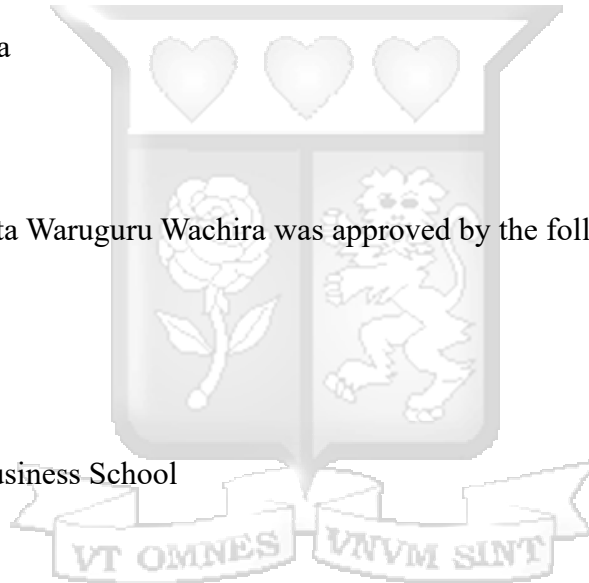 a
ta Waruguru Wachira was approved by the foll
usiness School
VT OMNES VNVM SINT